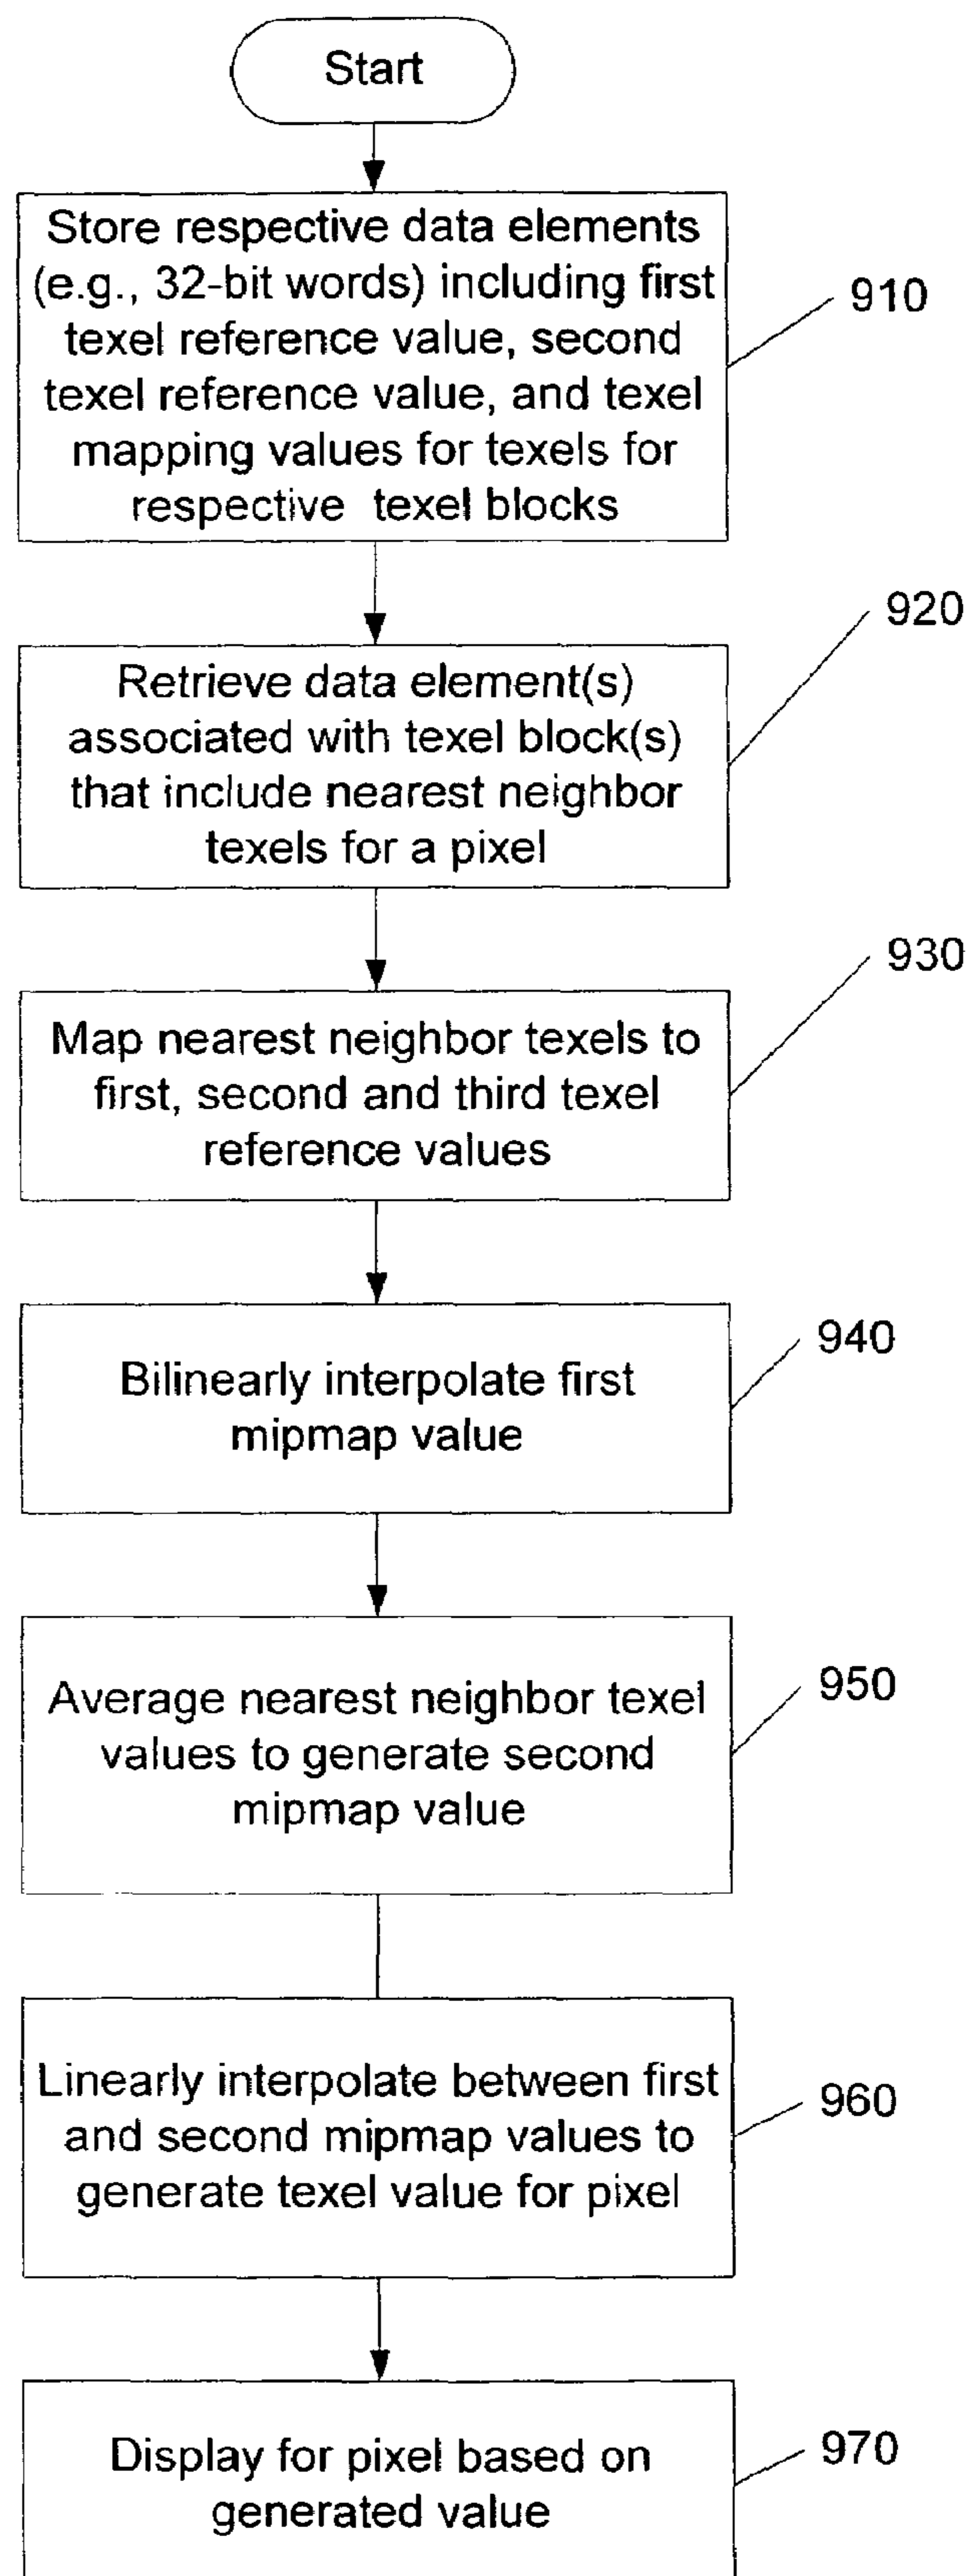 Start
Store respective data elements
(e.g., 32-bit words) including first
texel reference value, second
texel reference value, and texel
mapping values for texels for
respective texel blocks
910
Retrieve data element(s)
associated with texel block(s)
that include nearest neighbor
texels for a pixel
920
Map nearest neighbor texels to
first, second and third texel
reference values
930
Bilinearly interpolate first
mipmap value
940
Average nearest neighbor texel
values to generate second
mipmap value
950
Linearly interpolate between first
and second mipmap values to
generate texel value for pixel
960
Display for pixel based on
generated value
970